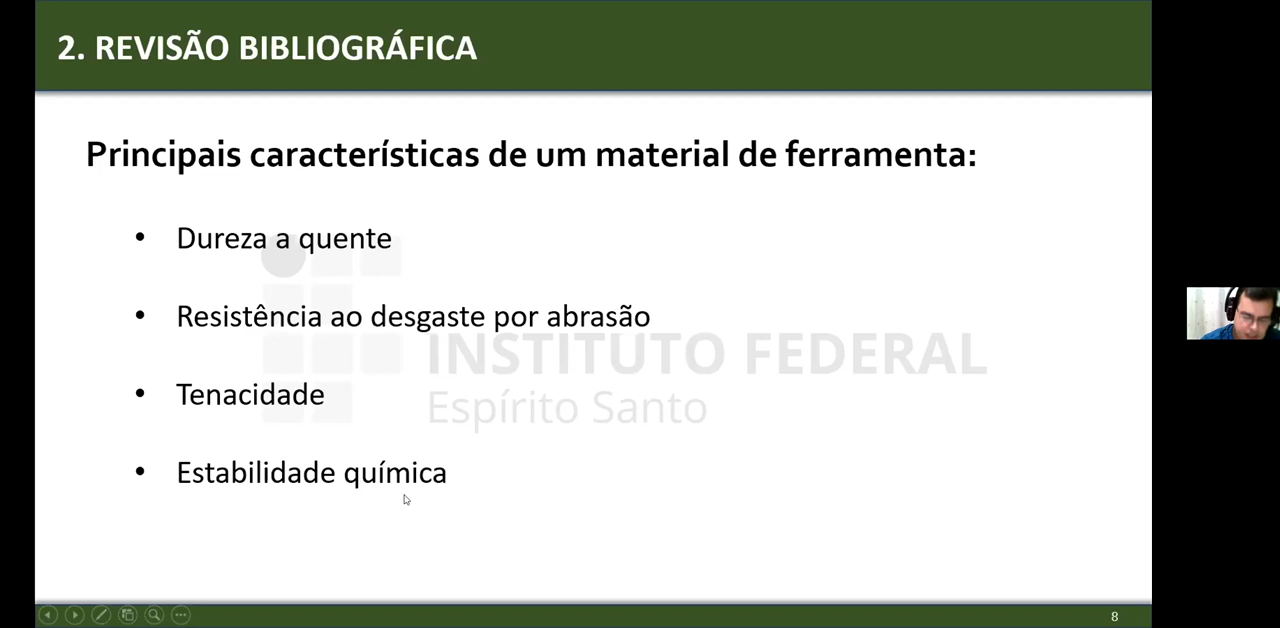 2. REVISÃO BIBLIOGRÁFICA
Principais características de um material de ferramenta:
• Dureza a quente
• Resistência ao desgaste por abrasão
INSTITUTO FEDERAL
• Tenacidade
Espírito Santo
• Estabilidade química
8